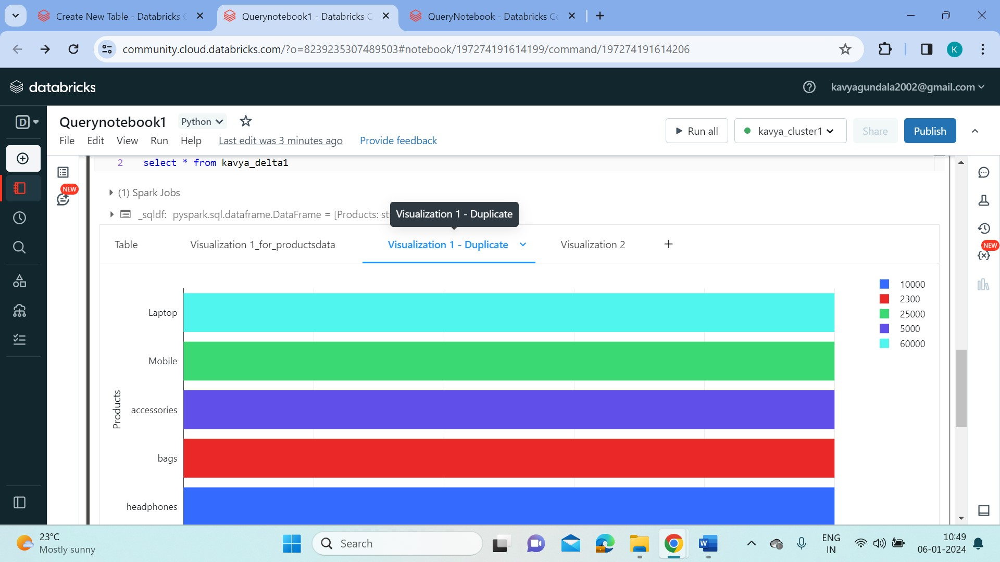 Create New Table - Databricks C
Querynotebook1 - Databricks C
QueryNotebook - Databricks Co
community.cloud.databricks.com/?o=8239235307489503#notebook/197274191614199/command/197274191614206
K
databricks
kavyagundala2002@gmail.com
D
Querynotebook1
Python
File Edit View Run Help Last edit was 3 minutes ago Provide feedback
Run all
kavya_cluster1
Share
Publish
NEW
2 select * from kavya_delta1
(1) Spark Jobs
_sqldf: pyspark.sql.dataframe.DataFrame = [Products: st
Visualization 1 - Duplicate
Table
Visualization 1_for_productsdata
Visualization 1 - Duplicate
Visualization 2
+
NEW
10000
2300
25000
5000
60000
Products
Laptop
Mobile
accessories
bags
headphones
23°C
Mostly sunny
Search
W
ENG
IN
10:49
06-01-2024